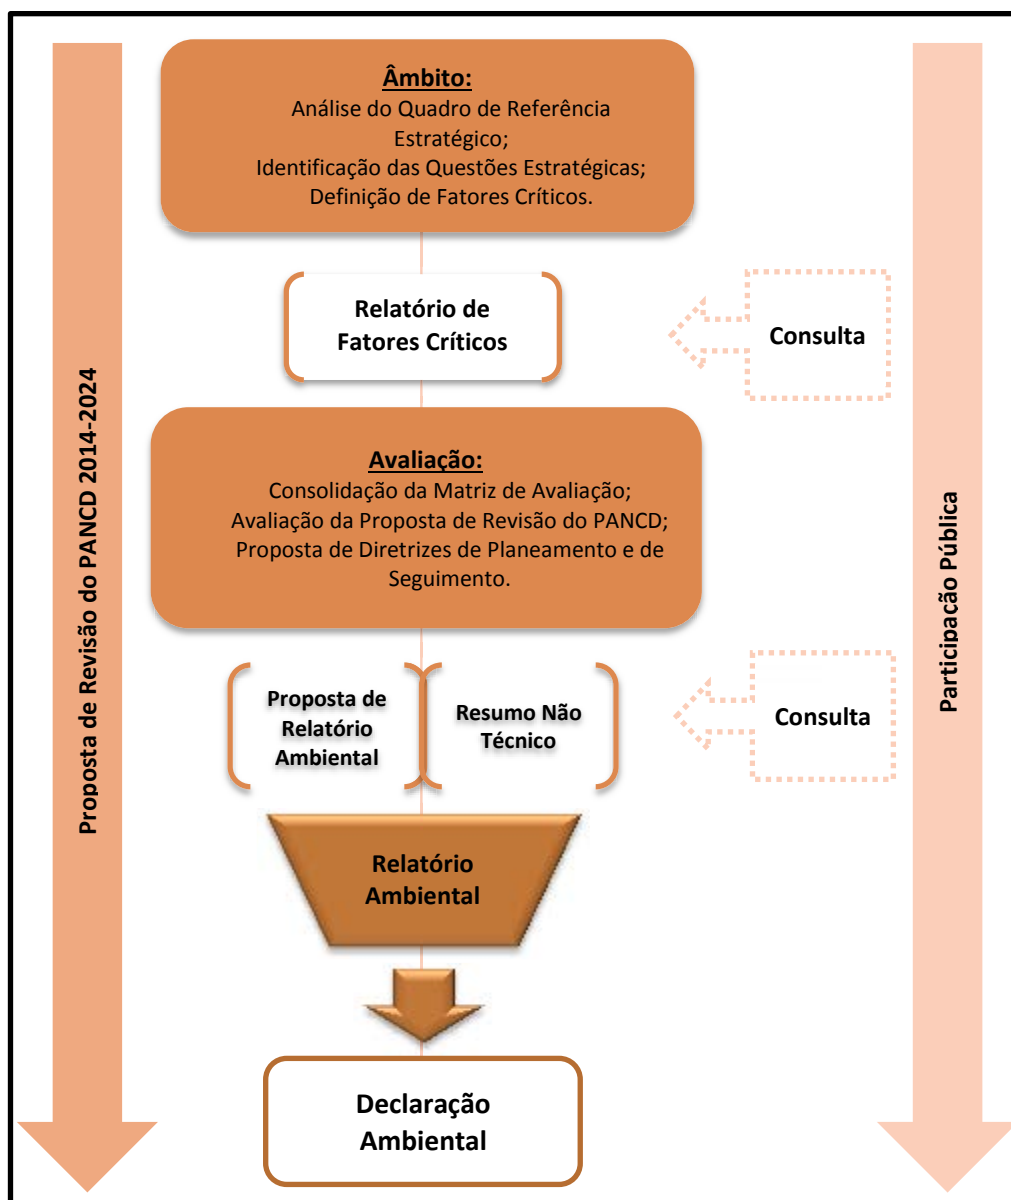 Âmbito:
Análise do Quadro de Referência
Estratégico;
Identificação das Questões Estratégicas;
Definição de Fatores Críticos.
Relatório de
Fatores Críticos
Consulta
Avaliação:
Consolidação da Matriz de Avaliação;
Avaliação da Proposta de Revisão do PANCD;
Proposta de Diretrizes de Planeamento e de
Seguimento.
Proposta de
Relatório
Ambiental
Resumo Não
Técnico
Consulta
Relatório
Ambiental
Declaração
Ambiental
Proposta de Revisão do PANCD 2014-2024
Participação Pública